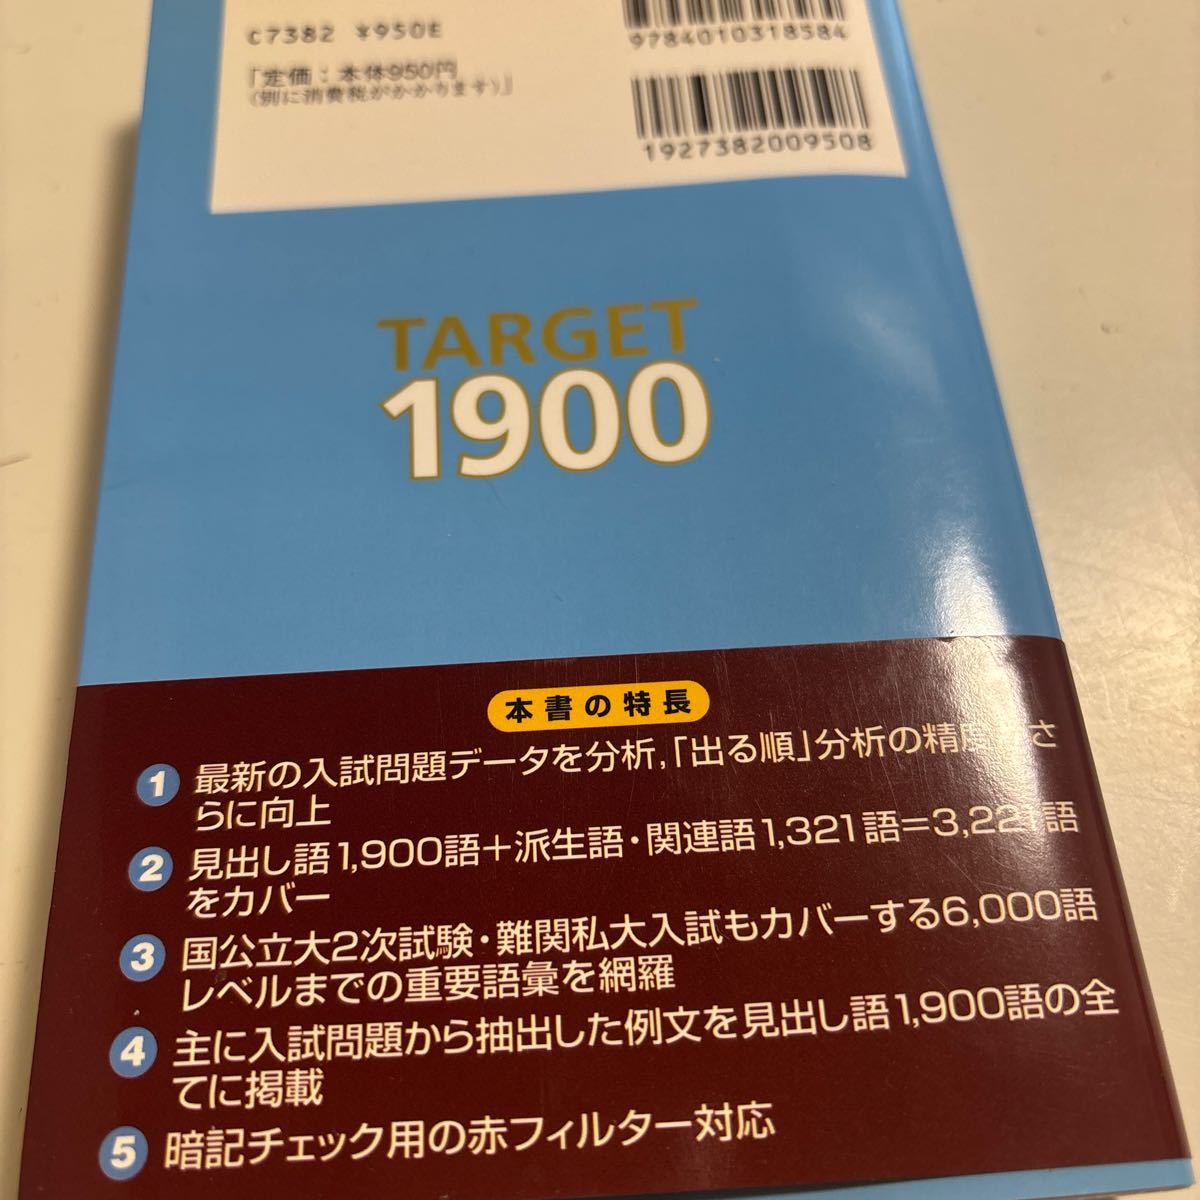 C7382 ¥950E
9784010318584
「定価：本体950円
(別に消費税がかかります)」
1927382009508
TARGET
1900
本書の特長
1 最新の入試問題データを分析,「出る順」分析の精度 さ
らに向上
2 見出し語1,900語＋派生語・関連語1,321語＝3,221語
をカバー
3 国公立大2次試験・難関私大入試もカバーする6,000語
レベルまでの重要語彙を網羅
4 主に入試問題から抽出した例文を見出し語1,900語の全
てに掲載
5 暗記チェック用の赤フィルター対応